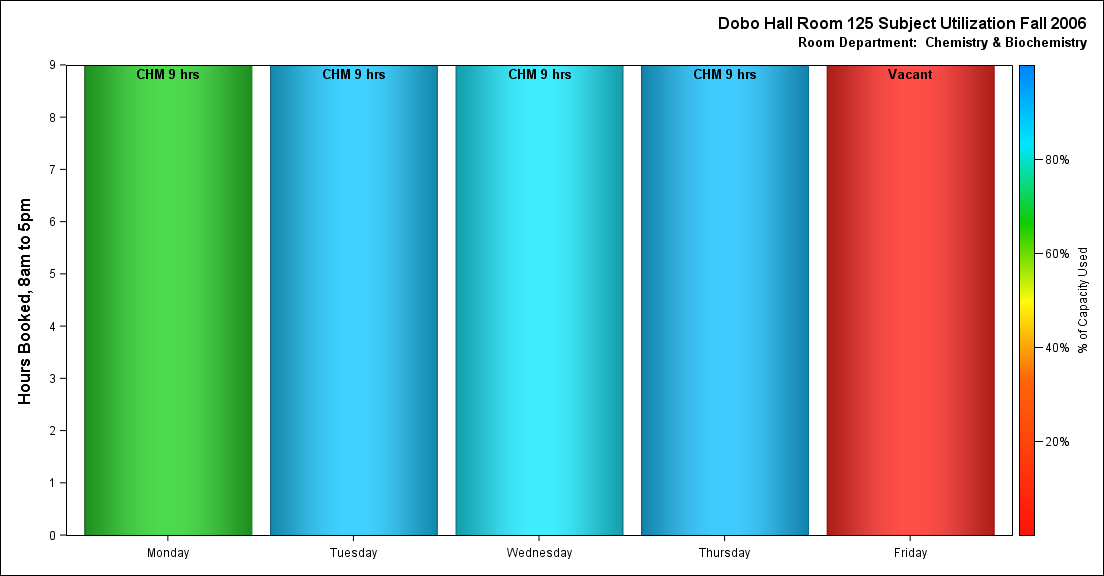 Dobo Hall Room 125 Subject Utilization Fall 2006
Room Department:  Chemistry & Biochemistry
Hours Booked, 8am to 5pm
9
8
7
6
5
4
3
2
1
0
CHM 9 hrs
CHM 9 hrs
CHM 9 hrs
CHM 9 hrs
Vacant
Monday
Tuesday
Wednesday
Thursday
Friday
80%
60%
40%
20%
% of Capacity Used